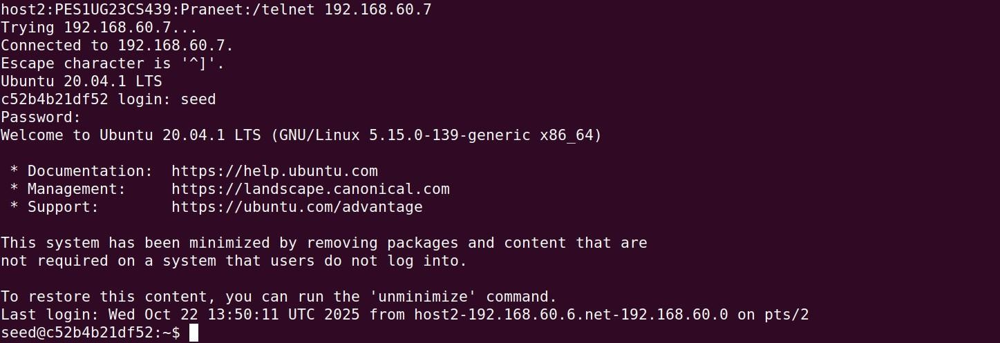 host2:PES1UG23CS439:Praneet:/telnet 192.168.60.7
Trying 192.168.60.7...
Connected to 192.168.60.7.
Escape character is '^]'.
Ubuntu 20.04.1 LTS
c52b4b21df52 login: seed
Password:
Welcome to Ubuntu 20.04.1 LTS (GNU/Linux 5.15.0-139-generic x86_64)

 * Documentation:  https://help.ubuntu.com
 * Management:     https://landscape.canonical.com
 * Support:        https://ubuntu.com/advantage

This system has been minimized by removing packages and content that are
not required on a system that users do not log into.

To restore this content, you can run the 'unminimize' command.
Last login: Wed Oct 22 13:50:11 UTC 2025 from host2-192.168.60.6.net-192.168.60.0 on pts/2
seed@c52b4b21df52:~$